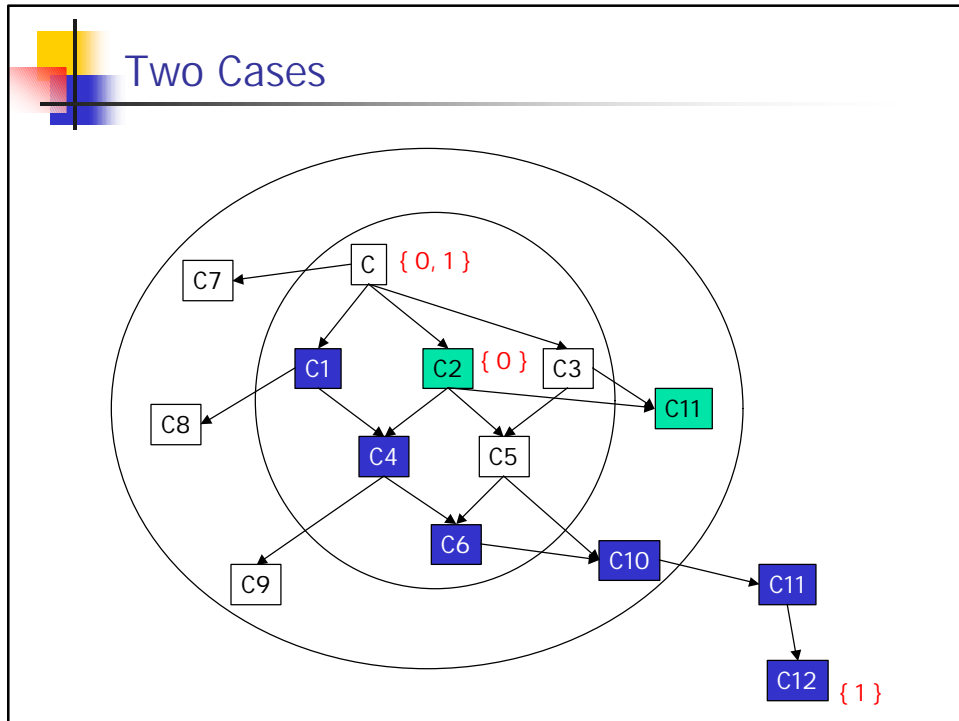 Two Cases
C { 0, 1 }
C7
C1 C2 { 0 } C3
C11
C8
C4 C5
C6
C10
C9 C11
C12 { 1 }